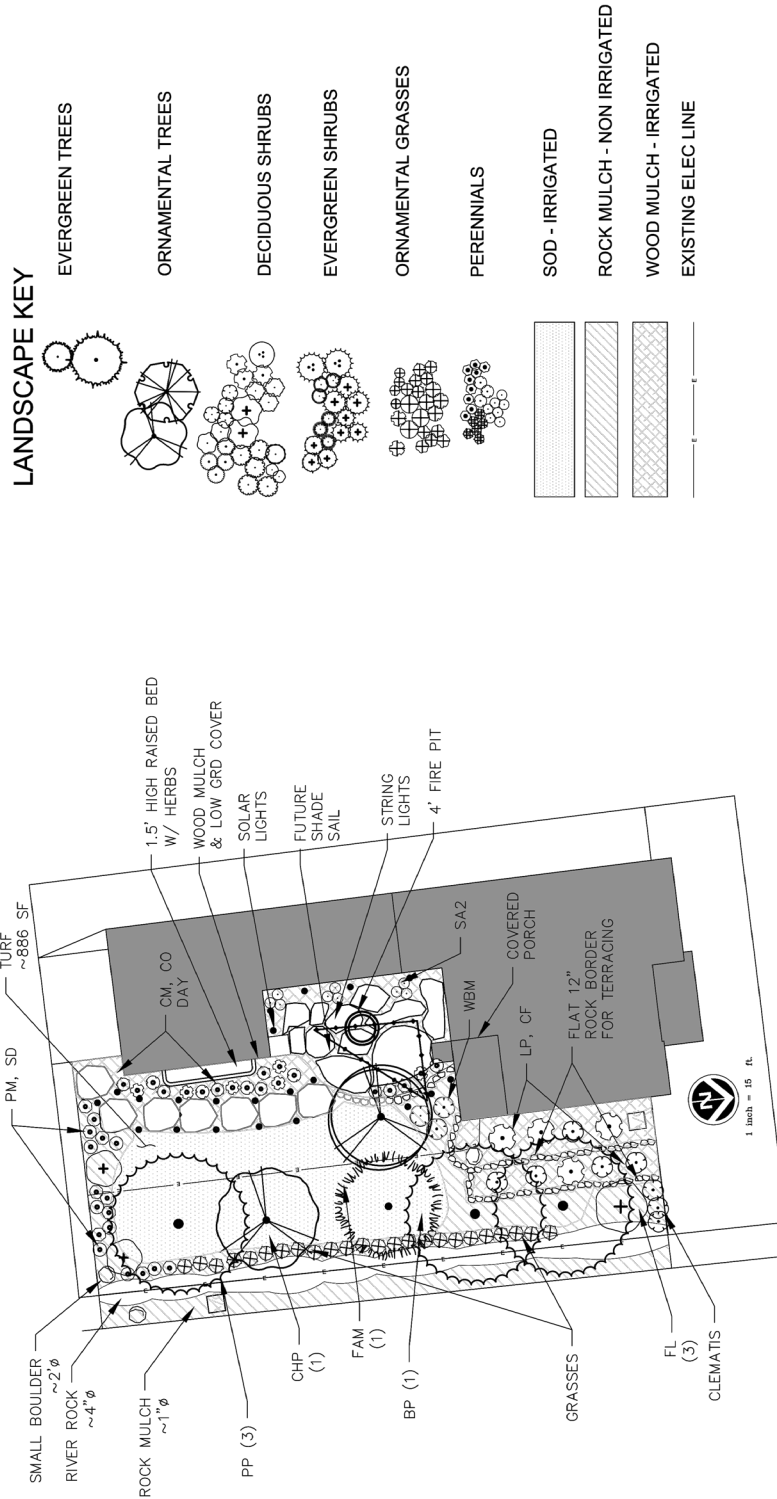 LANDSCAPE KEY
EVERGREEN TREES
ORNAMENTAL TREES
DECIDUOUS SHRUBS
EVERGREEN SHRUBS
ORNAMENTAL GRASSES
PERENNIALS
SOD - IRRIGATED
ROCK MULCH - NON IRRIGATED
WOOD MULCH - IRRIGATED
EXISTING ELEC LINE
E
E
TURF
~886 SF
PM, SD
CM, CO
DAY
1.5' HIGH RAISED BED
W/ HERBS
WOOD MULCH
& LOW GRD COVER
SOLAR
LIGHTS
FUTURE
SHADE
SAIL
STRING
LIGHTS
4' FIRE PIT
SA2
WBM
COVERED
PORCH
LP, CF
FLAT 12"
ROCK BORDER
FOR TERRACING
SMALL BOULDER
~2'ø
RIVER ROCK
~4"ø
ROCK MULCH
~1"ø
PP (3)
CHP
(1)
FAM
(1)
BP (1)
GRASSES
FL
(3)
CLEMATIS
E
E
E
E
E
E
E
N
1 inch = 15 ft.